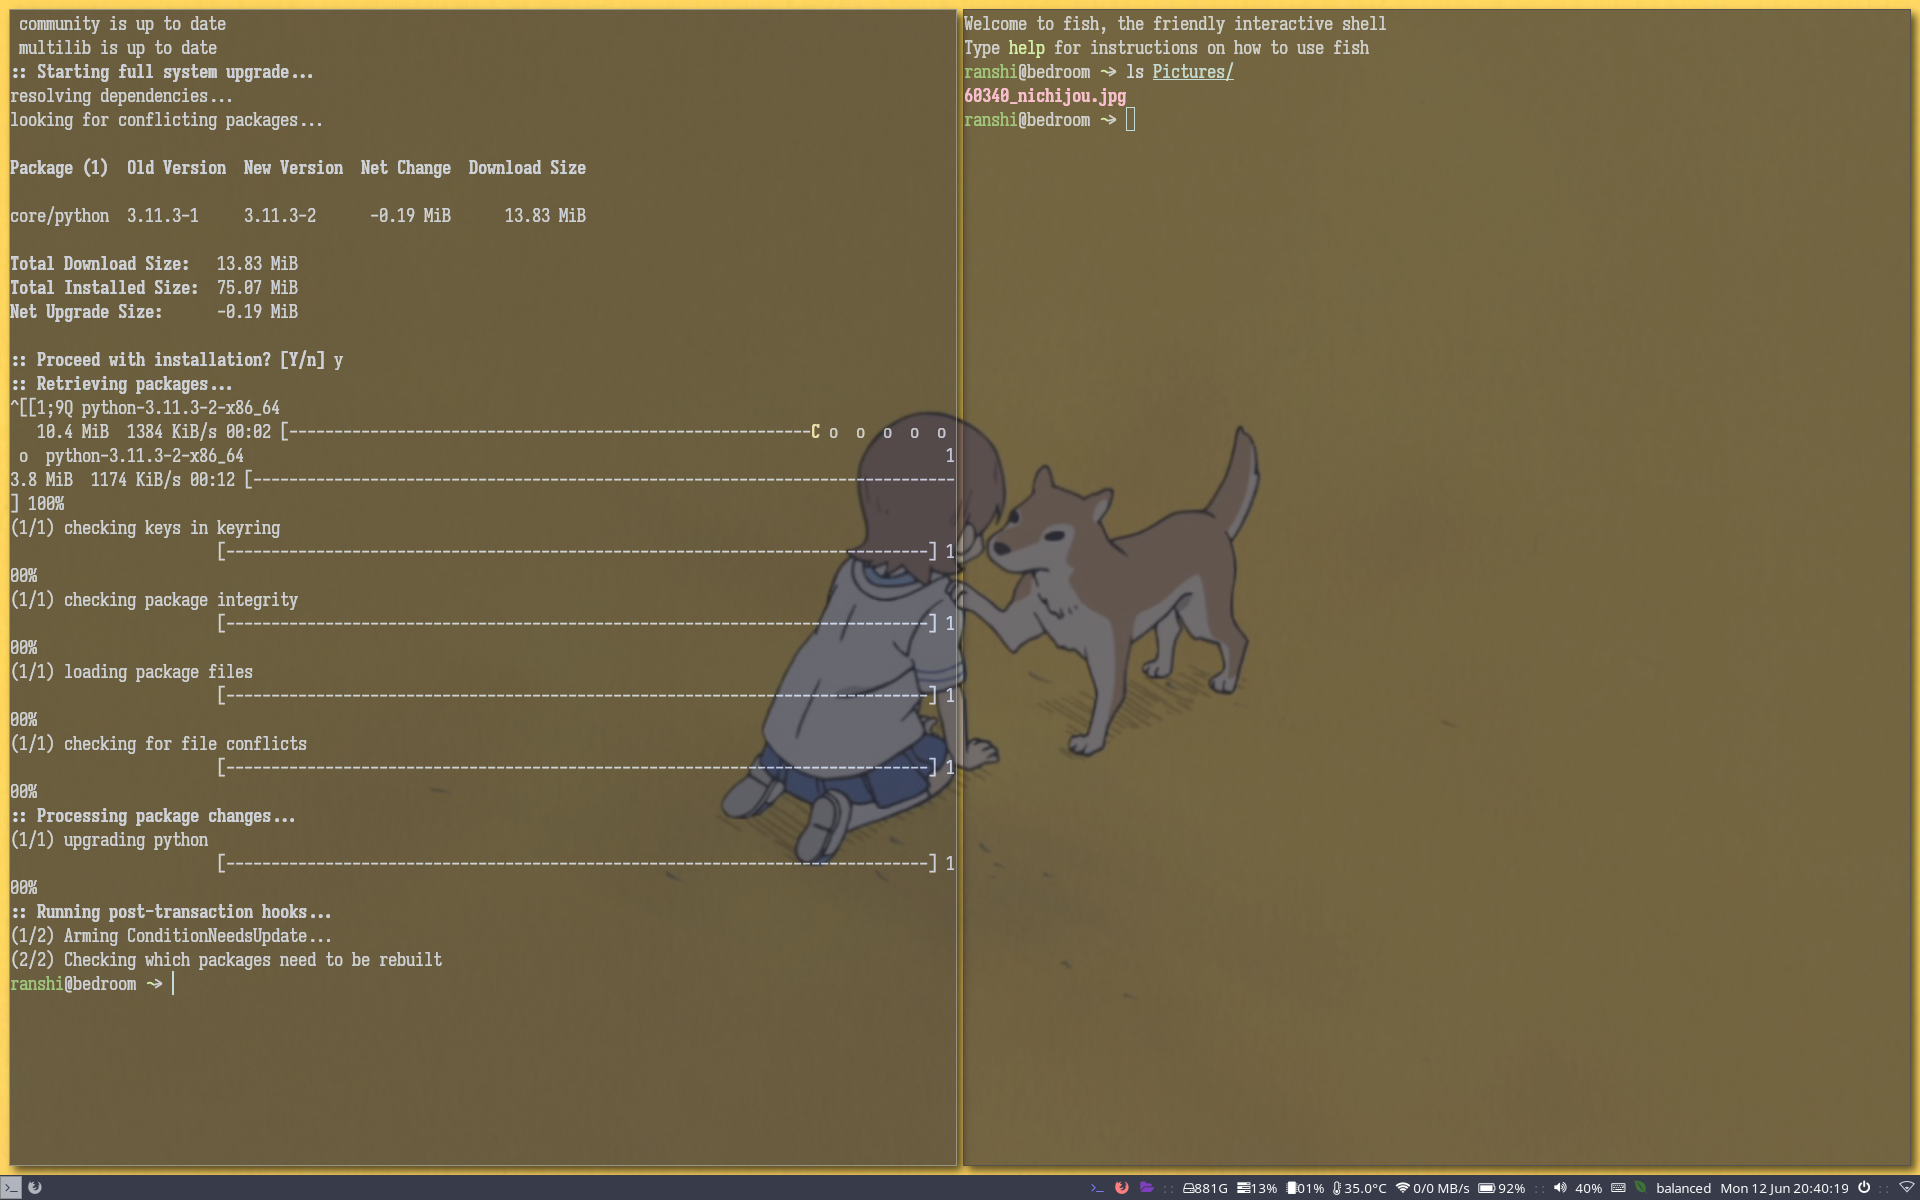 community is up to date
multilib is up to date
:: Starting full system upgrade...
resolving dependencies...
looking for conflicting packages...
Package (1)  Old Version  New Version  Net Change  Download Size
core/python  3.11.3-1     3.11.3-2      -0.19 MiB      13.83 MiB
Total Download Size:   13.83 MiB
Total Installed Size:  75.07 MiB
Net Upgrade Size:      -0.19 MiB
:: Proceed with installation? [Y/n] y
:: Retrieving packages...
^[[1;9Q python-3.11.3-2-x86_64
   10.4 MiB  1384 KiB/s 00:02 [----------------------------------------------------------C o  o  o  o  o
 o  python-3.11.3-2-x86_64                                                                              1
3.8 MiB  1174 KiB/s 00:12 [------------------------------------------------------------------------------
] 100%
(1/1) checking keys in keyring
                       [------------------------------------------------------------------------------] 1
00%
(1/1) checking package integrity
                       [------------------------------------------------------------------------------] 1
00%
(1/1) loading package files
                       [------------------------------------------------------------------------------] 1
00%
(1/1) checking for file conflicts
                       [------------------------------------------------------------------------------] 1
00%
:: Processing package changes...
(1/1) upgrading python
                       [------------------------------------------------------------------------------] 1
00%
:: Running post-transaction hooks...
(1/2) Arming ConditionNeedsUpdate...
(2/2) Checking which packages need to be rebuilt
ranshi@bedroom ~>
Welcome to fish, the friendly interactive shell
Type help for instructions on how to use fish
ranshi@bedroom ~> ls Pictures/
60340_nichijou.jpg
ranshi@bedroom ~>
>_ :: 881G 13% 01% 35.0°C 0/0 MB/s 92% :: 40% balanced Mon 12 Jun 20:40:19 ::